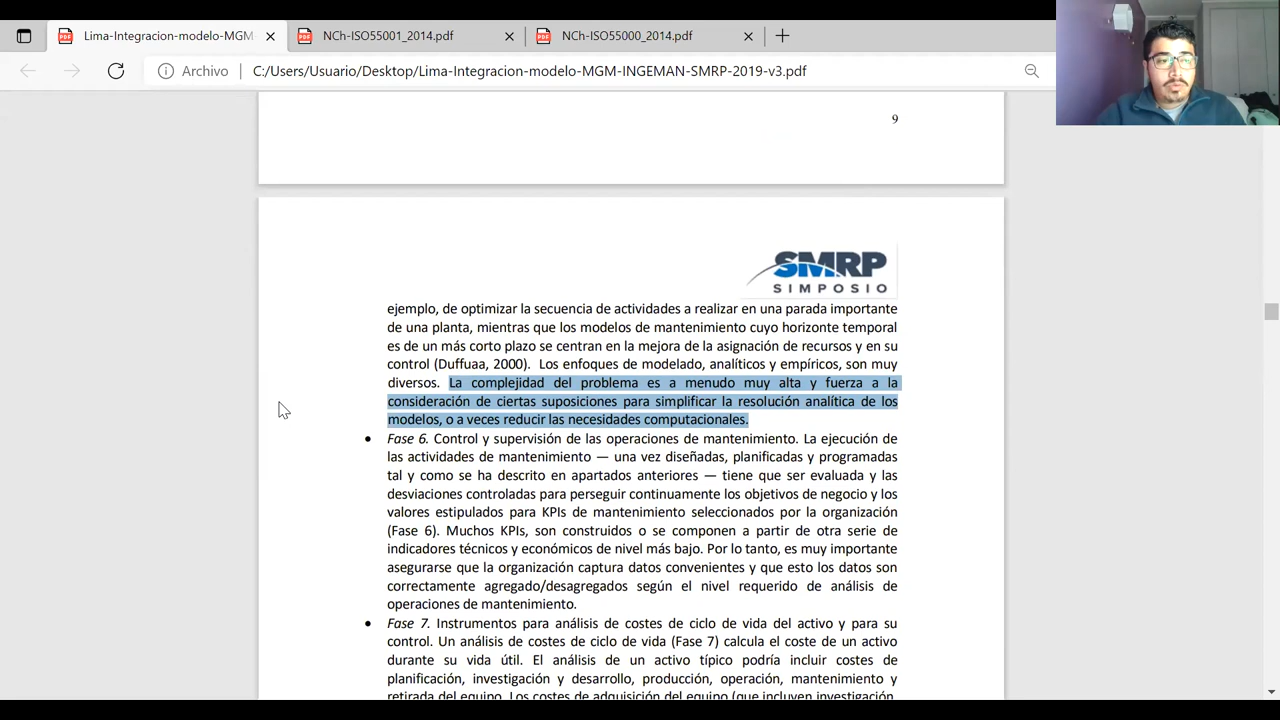 Lima-Integracion-modelo-MGM
NCh-ISO55001_2014.pdf
NCh-ISO55000_2014.pdf
Archivo
C:/Users/Usuario/Desktop/Lima-Integracion-modelo-MGM-INGEMAN-SMRP-2019-v3.pdf
9
SMRP
SIMPOSIO
ejemplo, de optimizar la secuencia de actividades a realizar en una parada importante
de una planta, mientras que los modelos de mantenimiento cuyo horizonte temporal
es de un más corto plazo se centran en la mejora de la asignación de recursos y en su
control (Duffuaa, 2000). Los enfoques de modelado, analíticos y empíricos, son muy
diversos. La complejidad del problema es a menudo muy alta y fuerza a la
consideración de ciertas suposiciones para simplificar la resolución analítica de los
modelos, o a veces reducir las necesidades computacionales.
• Fase 6. Control y supervisión de las operaciones de mantenimiento. La ejecución de
las actividades de mantenimiento — una vez diseñadas, planificadas y programadas
tal y como se ha descrito en apartados anteriores — tiene que ser evaluada y las
desviaciones controladas para perseguir continuamente los objetivos de negocio y los
valores estipulados para KPIs de mantenimiento seleccionados por la organización
(Fase 6). Muchos KPIs, son construidos o se componen a partir de otra serie de
indicadores técnicos y económicos de nivel más bajo. Por lo tanto, es muy importante
asegurarse que la organización captura datos convenientes y que esto los datos son
correctamente agregado/desagregados según el nivel requerido de análisis de
operaciones de mantenimiento.
• Fase 7. Instrumentos para análisis de costes de ciclo de vida del activo y para su
control. Un análisis de costes de ciclo de vida (Fase 7) calcula el coste de un activo
durante su vida útil. El análisis de un activo típico podría incluir costes de
planificación, investigación y desarrollo, producción, operación, mantenimiento y
retirada del equipo. Los costes de adquisición del equipo (que incluyen investigación,